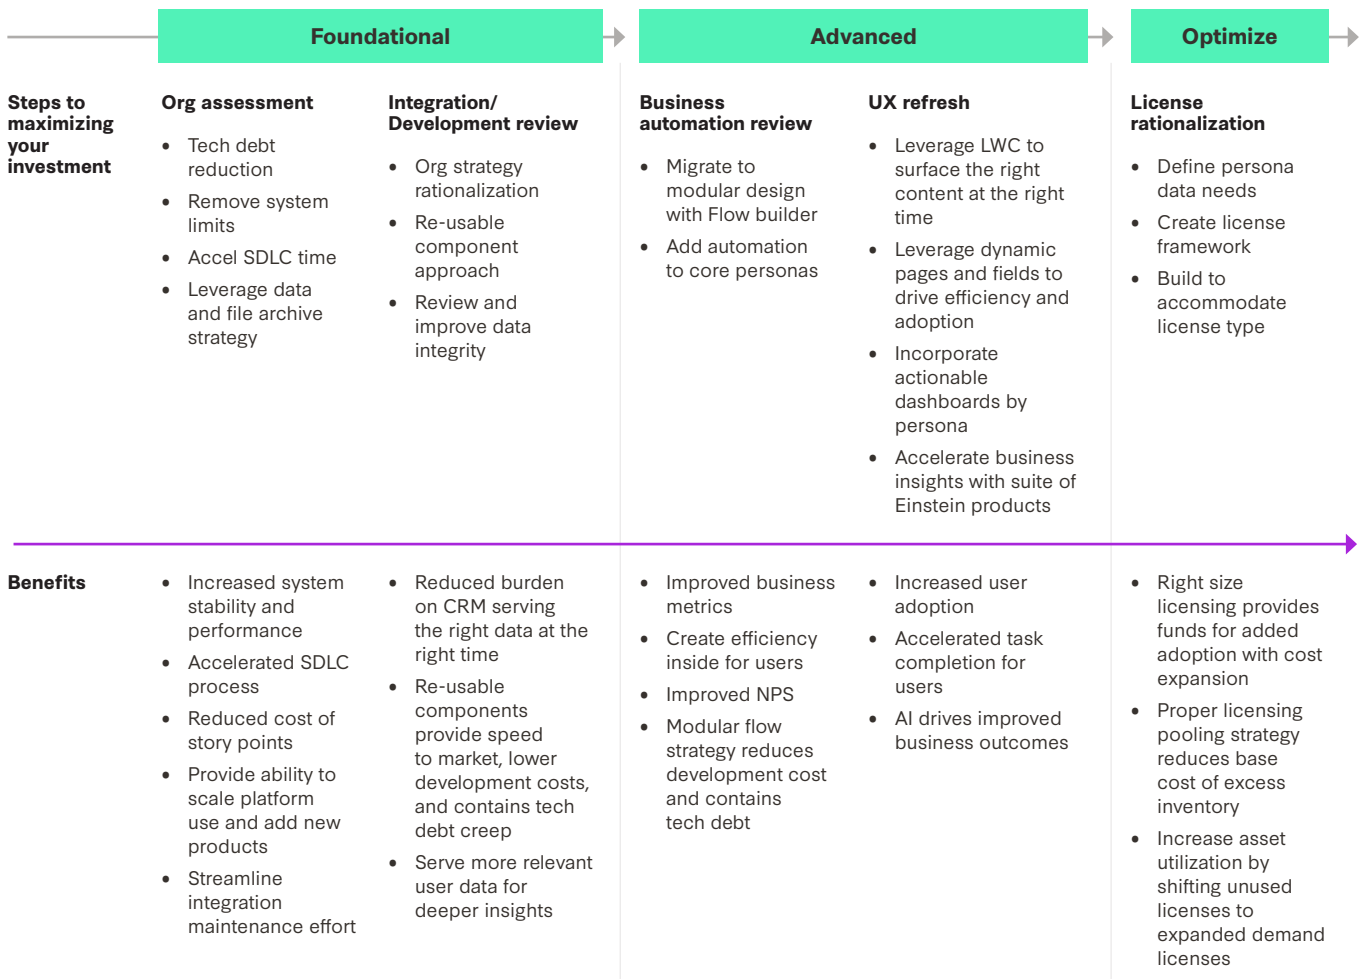 Foundational
Advanced
Optimize
Steps to
maximizing
your
investment
Org assessment
• Tech debt
reduction
• Remove system
limits
• Accel SDLC time
• Leverage data
and file archive
strategy
Integration/
Development review
• Org strategy
rationalization
• Re-usable
component
approach
• Review and
improve data
integrity
Business
automation review
• Migrate to
modular design
with Flow builder
• Add automation
to core personas
UX refresh
• Leverage LWC to
surface the right
content at the right
time
• Leverage dynamic
pages and fields to
drive efficiency and
adoption
• Incorporate
actionable
dashboards by
persona
• Accelerate business
insights with suite of
Einstein products
License
rationalization
• Define persona
data needs
• Create license
framework
• Build to
accommodate
license type
Benefits
• Increased system
stability and
performance
• Accelerated SDLC
process
• Reduced cost of
story points
• Provide ability to
scale platform
use and add new
products
• Streamline
integration
maintenance effort
• Reduced burden
on CRM serving
the right data at the
right time
• Re-usable
components
provide speed
to market, lower
development costs,
and contains tech
debt creep
• Serve more relevant
user data for
deeper insights
• Improved business
metrics
• Create efficiency
inside for users
• Improved NPS
• Modular flow
strategy reduces
development cost
and contains
tech debt
• Increased user
adoption
• Accelerated task
completion for
users
• AI drives improved
business outcomes
• Right size
licensing provides
funds for added
adoption with cost
expansion
• Proper licensing
pooling strategy
reduces base
cost of excess
inventory
• Increase asset
utilization by
shifting unused
licenses to
expanded demand
licenses